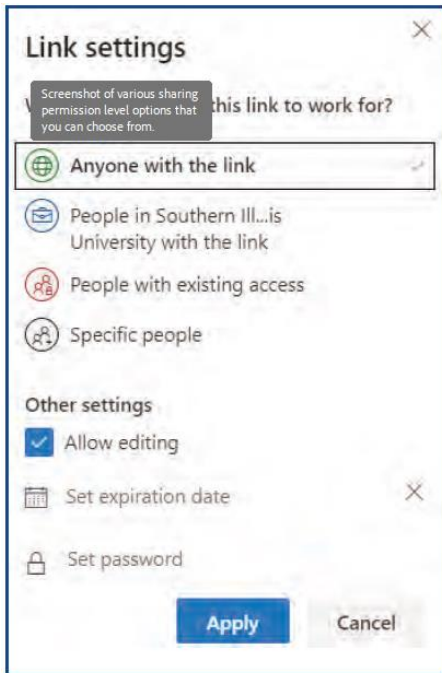 Link settings
Screenshot of various sharing
permission level options that
you can choose from.
W this link to work for?
Anyone with the link
People in Southern Ill...is
University with the link
People with existing access
Specific people
Other settings
Allow editing
Set expiration date
Set password
Apply Cancel